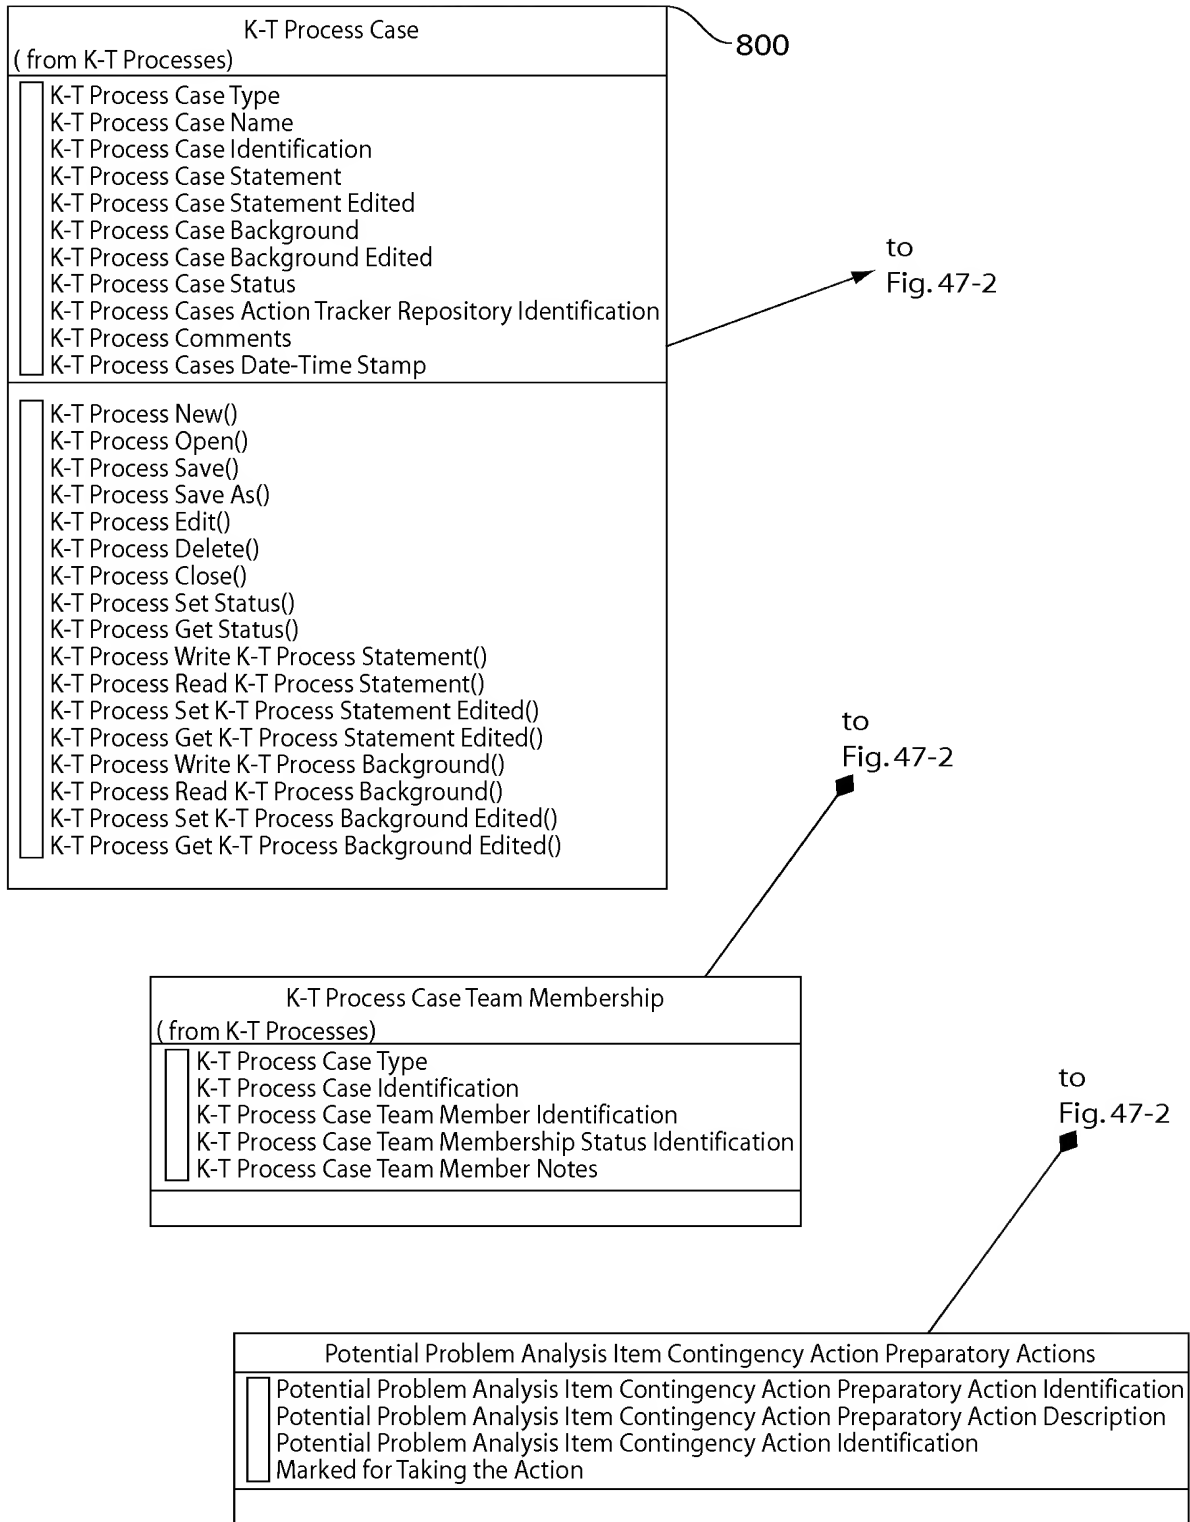 K-T Process Case
( from K-T Processes)
800
K-T Process Case Type
K-T Process Case Name
K-T Process Case Identification
K-T Process Case Statement
K-T Process Case Statement Edited
K-T Process Case Background
K-T Process Case Background Edited
K-T Process Case Status
K-T Process Cases Action Tracker Repository Identification
K-T Process Comments
K-T Process Cases Date-Time Stamp
to
Fig. 47-2
K-T Process New()
K-T Process Open()
K-T Process Save()
K-T Process Save As()
K-T Process Edit()
K-T Process Delete()
K-T Process Close()
K-T Process Set Status()
K-T Process Get Status()
K-T Process Write K-T Process Statement()
K-T Process Read K-T Process Statement()
K-T Process Set K-T Process Statement Edited()
K-T Process Get K-T Process Statement Edited()
K-T Process Write K-T Process Background()
K-T Process Read K-T Process Background()
K-T Process Set K-T Process Background Edited()
K-T Process Get K-T Process Background Edited()
to
Fig. 47-2
K-T Process Case Team Membership
( from K-T Processes)
K-T Process Case Type
K-T Process Case Identification
K-T Process Case Team Member Identification
K-T Process Case Team Membership Status Identification
K-T Process Case Team Member Notes
to
Fig. 47-2
Potential Problem Analysis Item Contingency Action Preparatory Actions
Potential Problem Analysis Item Contingency Action Preparatory Action Identification
Potential Problem Analysis Item Contingency Action Preparatory Action Description
Potential Problem Analysis Item Contingency Action Identification
Marked for Taking the Action